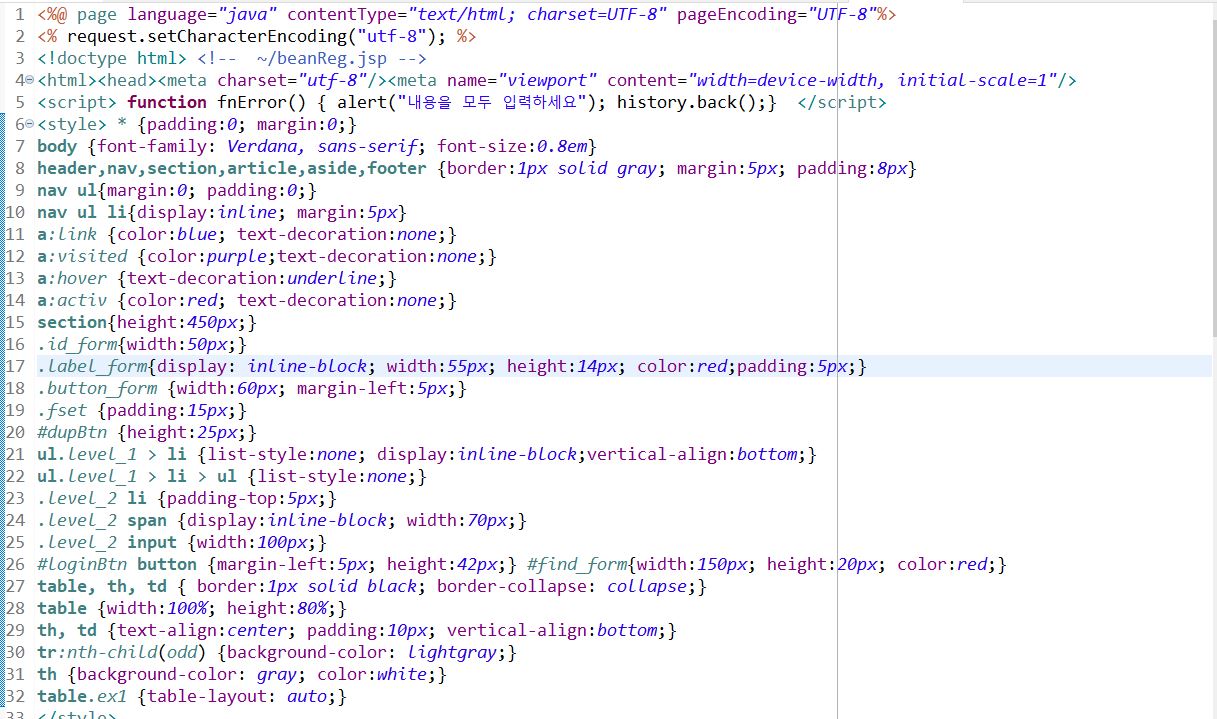 1 <%@ page language="java" contentType="text/html; charset=UTF-8" pageEncoding="UTF-8"%>
2 <% request.setCharacterEncoding("utf-8"); %>
3 <!doctype html> <!--  ~/beanReg.jsp -->
4 <html><head><meta charset="utf-8"/><meta name="viewport" content="width=device-width, initial-scale=1"/>
5 <script> function fnError() { alert("내용을 모두 입력하세요"); history.back();}  </script>
6 <style> * {padding:0; margin:0;}
7 body {font-family: Verdana, sans-serif; font-size:0.8em}
8 header,nav,section,article,aside,footer {border:1px solid gray; margin:5px; padding:8px}
9 nav ul{margin:0; padding:0;}
10 nav ul li{display:inline; margin:5px}
11 a:link {color:blue; text-decoration:none;}
12 a:visited {color:purple;text-decoration:none;}
13 a:hover {text-decoration:underline;}
14 a:activ {color:red; text-decoration:none;}
15 section{height:450px;}
16 .id_form{width:50px;}
17 .label_form{display: inline-block; width:55px; height:14px; color:red;padding:5px;}
18 .button_form {width:60px; margin-left:5px;}
19 .fset {padding:15px;}
20 #dupBtn {height:25px;}
21 ul.level_1 > li {list-style:none; display:inline-block;vertical-align:bottom;}
22 ul.level_1 > li > ul {list-style:none;}
23 .level_2 li {padding-top:5px;}
24 .level_2 span {display:inline-block; width:70px;}
25 .level_2 input {width:100px;}
26 #loginBtn button {margin-left:5px; height:42px;} #find_form{width:150px; height:20px; color:red;}
27 table, th, td { border:1px solid black; border-collapse: collapse;}
28 table {width:100%; height:80%;}
29 th, td {text-align:center; padding:10px; vertical-align:bottom;}
30 tr:nth-child(odd) {background-color: lightgray;}
31 th {background-color: gray; color:white;}
32 table.ex1 {table-layout: auto;}
33 </style>